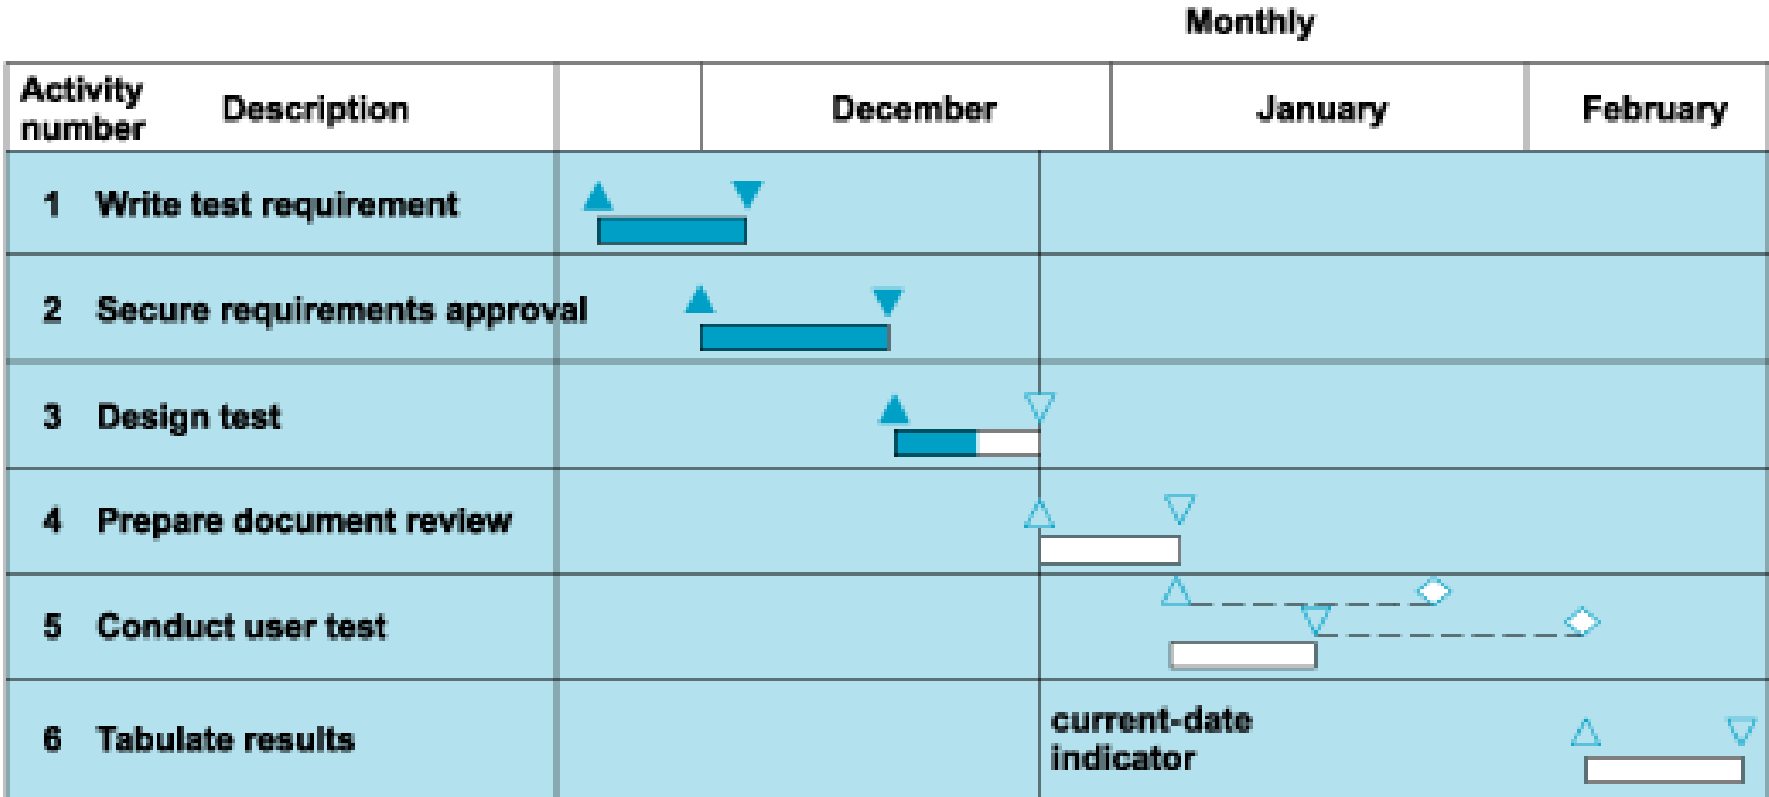 Monthly
Activity
number
Description
December
January
February
1 Write test requirement
2 Secure requirements approval
3 Design test
4 Prepare document review
5 Conduct user test
6 Tabulate results
current-date
indicator